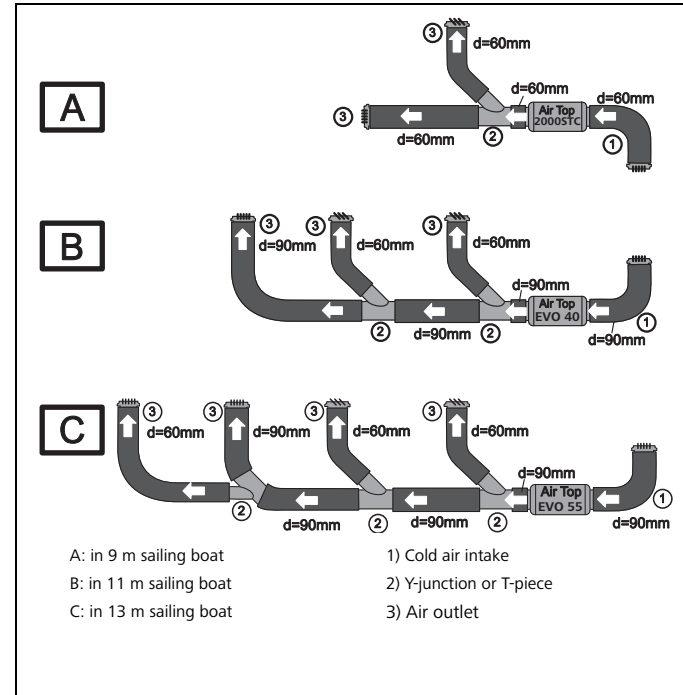 A
3
d=60mm
d=60mm
Air Top
2000STC
d=60mm
3
d=60mm
2
1
B
3
d=90mm
3
d=60mm
3
d=60mm
d=90mm
Air Top
EVO 40
2
d=90mm
2
1
d=90mm
C
3
d=60mm
3
d=90mm
3
d=60mm
3
d=60mm
d=90mm
Air Top
EVO 55
2
d=90mm
2
d=90mm
2
1
d=90mm
A: in 9 m sailing boat
B: in 11 m sailing boat
C: in 13 m sailing boat
1) Cold air intake
2) Y-junction or T-piece
3) Air outlet